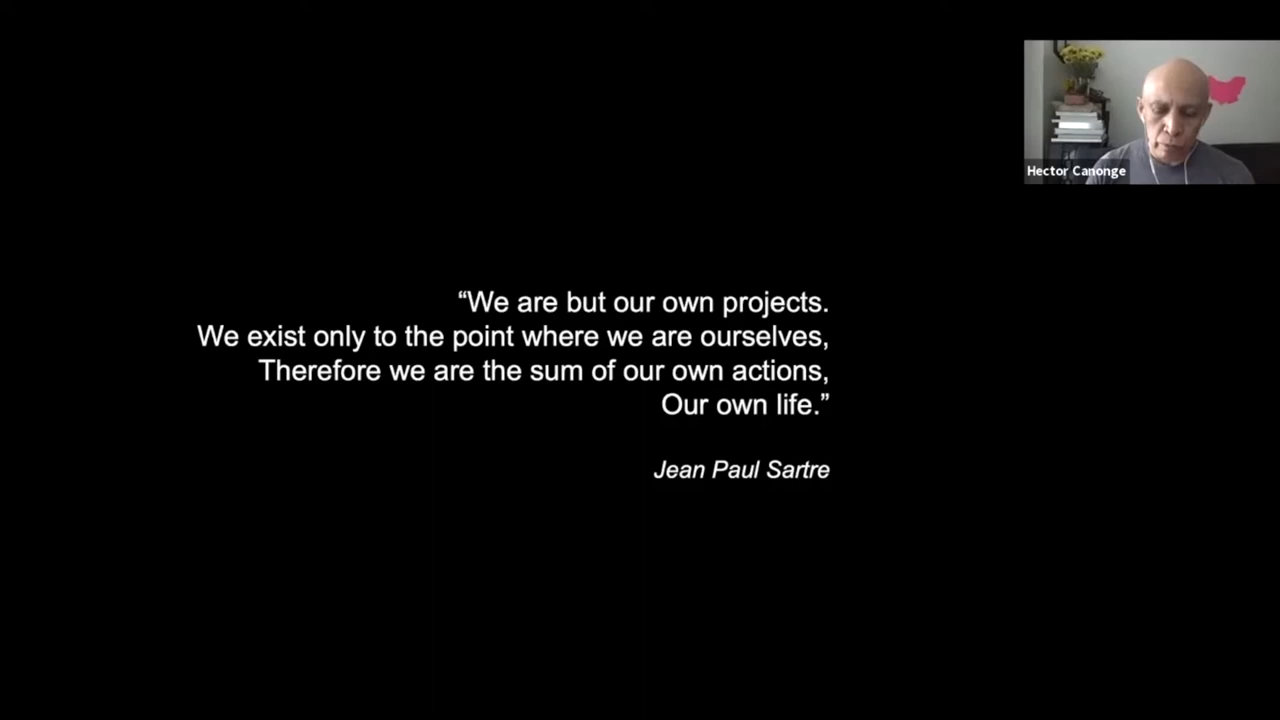 Hector Canonge
“We are but our own projects.
We exist only to the point where we are ourselves,
Therefore we are the sum of our own actions,
Our own life.”
Jean Paul Sartre